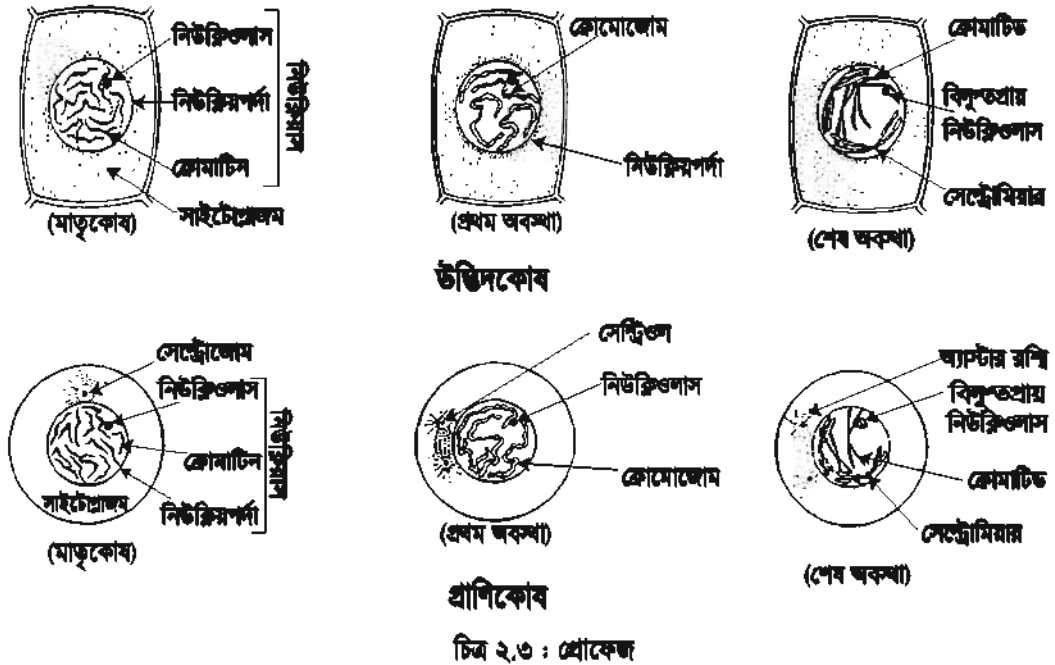 নিউক্লিওলাস
নিউক্লিয়পর্দা
ক্রোমাটিন
সাইটোপ্লাজম
নিউক্লিয়াস
(মাতৃকোষ)
ক্রোমোজোম
নিউক্লিয়পর্দা
(প্রথম অবস্থা)
ক্রোমাটিড
বিলুপ্তপ্রায়
নিউক্লিওলাস
সেন্ট্রোমিয়ার
(শেষ অবস্থা)
উদ্ভিদকোষ
সেন্ট্রোজোম
নিউক্লিওলাস
ক্রোমাটিন
সাইটোপ্লাজম
নিউক্লিয়পর্দা
নিউক্লিয়াস
(মাতৃকোষ)
সেন্ট্রিওল
নিউক্লিওলাস
ক্রোমোজোম
(প্রথম অবস্থা)
অ্যাস্টার রশ্মি
বিলুপ্তপ্রায়
নিউক্লিওলাস
ক্রোমাটিড
সেন্ট্রোমিয়ার
(শেষ অবস্থা)
প্রাণিকোষ
চিত্র ২.৩ : প্রোফেজ